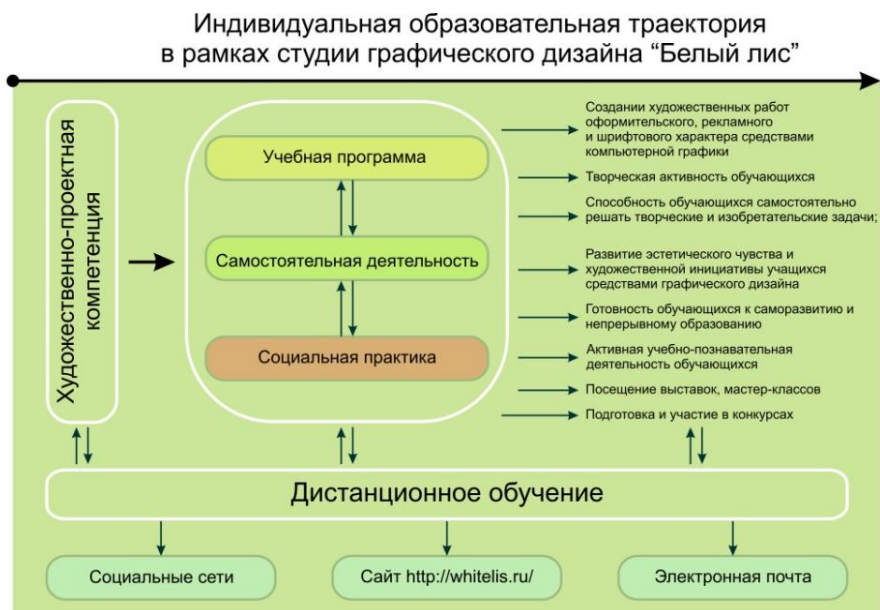 Индивидуальная образовательная траектория
в рамках студии графического дизайна “Белый лис”
Художественно-проектная
компетенция
Учебная программа
Самостоятельная деятельность
Социальная практика
Создании художественных работ
оформительского, рекламного
и шрифтового характера средствами
компьютерной графики
Творческая активность обучающихся
Способность обучающихся самостоятельно
решать творческие и изобретательские задачи;
Развитие эстетического чувства и
художественной инициативы учащихся
средствами графического дизайна
Готовность обучающихся к саморазвитию и
непрерывному образованию
Активная учебно-познавательная
деятельность обучающихся
Посещение выставок, мастер-классов
Подготовка и участие в конкурсах
Дистанционное обучение
Социальные сети
Сайт http://whitelis.ru/
Электронная почта